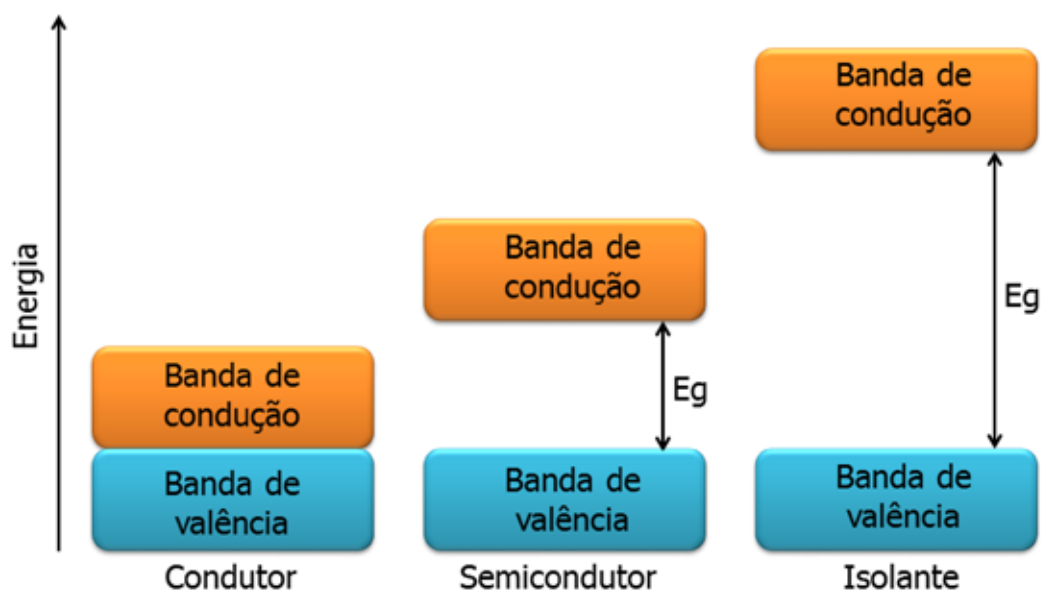 Energia
Banda de
condução
Banda de
valência
Condutor
Banda de
condução
Eg
Banda de
valência
Semicondutor
Banda de
condução
Eg
Banda de
valência
Isolante